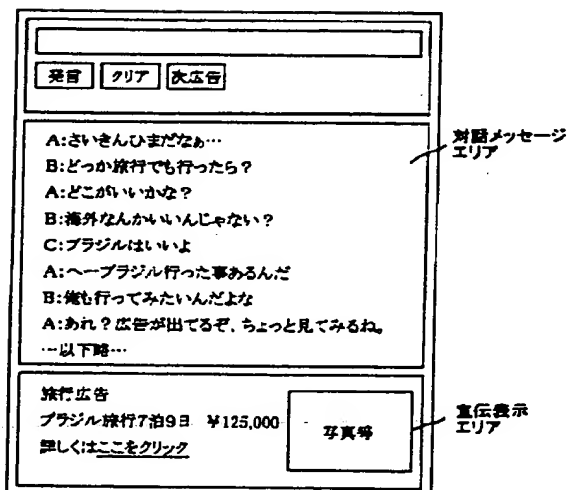 発言 クリア 次広告
A:さいきんひまだなぁ…
B:どっか旅行でも行ったら?
A:どこがいいかな?
B:海外なんかいいんじゃない?
C:ブラジルはいいよ
A:へーブラジル行った事あるんだ
B:俺も行ってみたいんだよな
A:あれ?広告が出てるぞ、ちょっと見てみるね。
…以下略…
対話メッセージ
エリア
旅行広告
ブラジル旅行7泊9日 ¥125,000
詳しくはここをクリック
写真等
宣伝表示
エリア